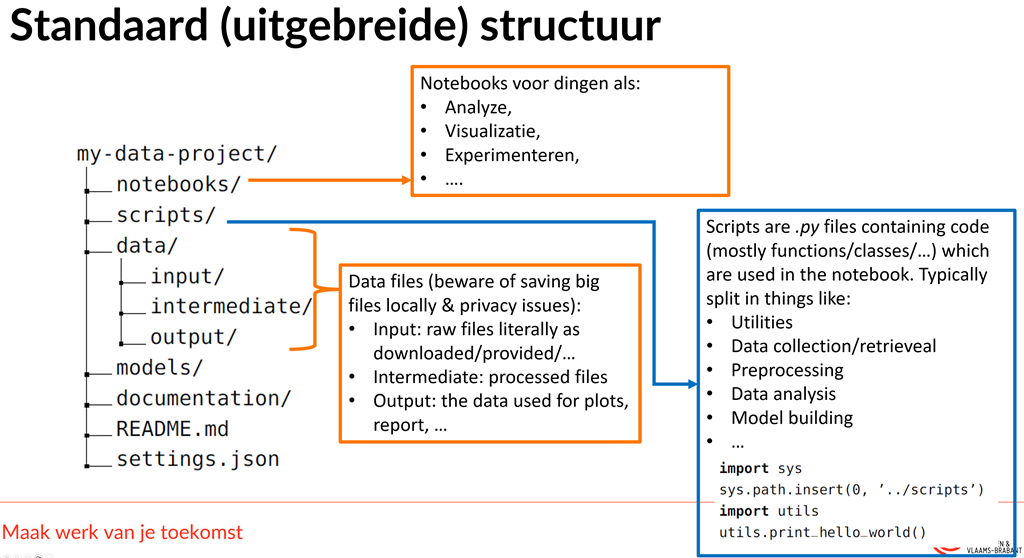 Standaard (uitgebreide) structuur
Notebooks voor dingen als:
• Analyze,
• Visualizatie,
• Experimenteren,
• ....
my-data-project/
notebooks/
scripts/
data/
input/
intermediate/
output/
models/
documentation/
README.md
settings.json
Data files (beware of saving big
files locally & privacy issues):
• Input: raw files literally as
downloaded/provided/...
• Intermediate: processed files
• Output: the data used for plots,
report, ...
Scripts are .py files containing code
(mostly functions/classes/...) which
are used in the notebook. Typically
split in things like:
• Utilities
• Data collection/retrieveal
• Preprocessing
• Data analysis
• Model building
• ...
import sys
sys.path.insert(0, ’../scripts’)
import utils
utils.print_hello_world()
Maak werk van je toekomst
N &
VLAAMS-BRABANT